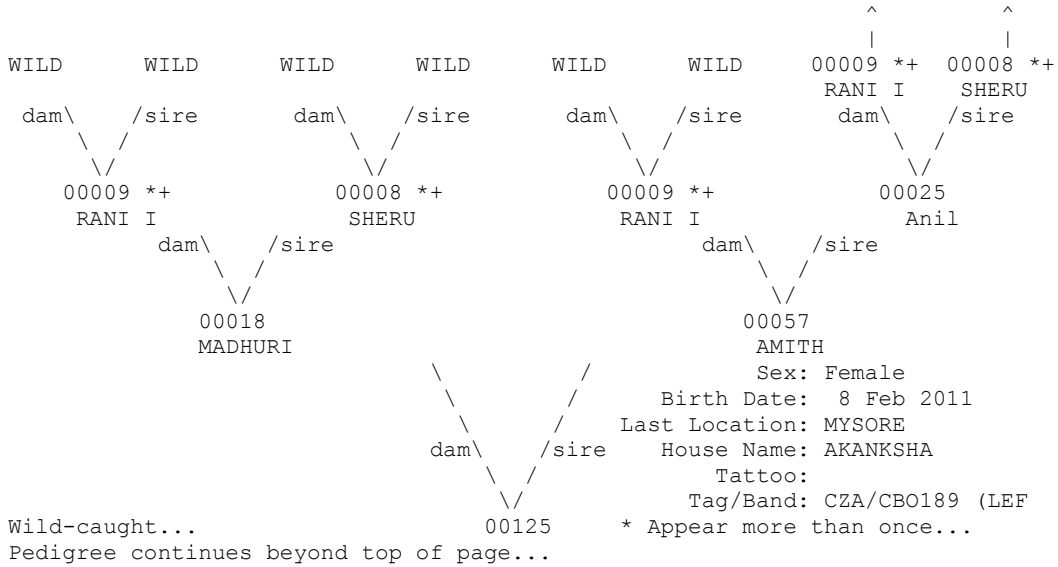 ^ ^
| |
WILD WILD WILD WILD WILD WILD 00009 *+ 00008 *+
RANI I SHERU
dam\ /sire dam\ /sire dam\ /sire dam\ /sire
\ / \ / \ / \ /
\/ \/ \/ \/
00009 *+ 00008 *+ 00009 *+ 00025
RANI I SHERU RANI I Anil
dam\ /sire dam\ /sire
\ / \ /
\/ \/
00018 00057
MADHURI AMITH
\ / Sex: Female
\ / Birth Date: 8 Feb 2011
\ / Last Location: MYSORE
dam\ /sire House Name: AKANKSHA
\ / Tattoo:
\/ Tag/Band: CZA/CBO189 (LEF
Wild-caught... 00125 * Appear more than once...
Pedigree continues beyond top of page...